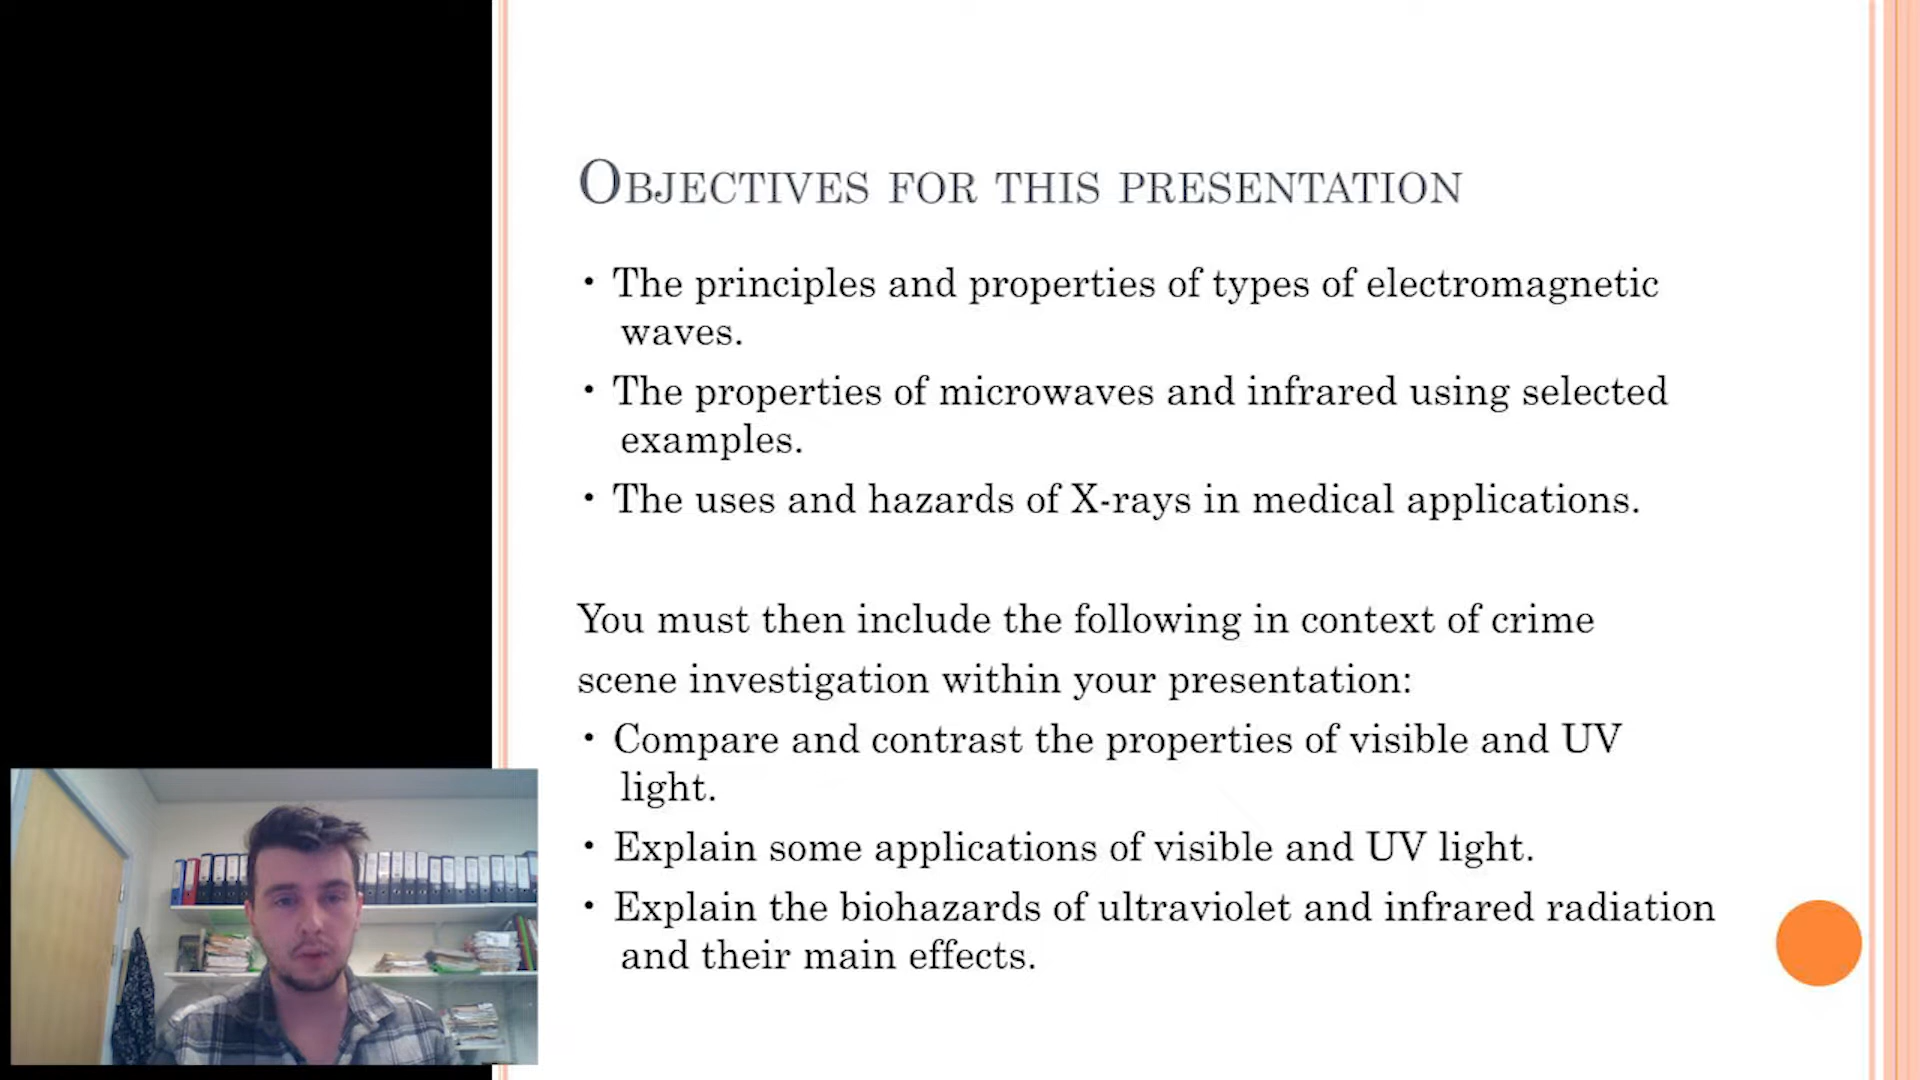 OBJECTIVES FOR THIS PRESENTATION
• The principles and properties of types of electromagnetic
waves.
• The properties of microwaves and infrared using selected
examples.
• The uses and hazards of X-rays in medical applications.
You must then include the following in context of crime
scene investigation within your presentation:
• Compare and contrast the properties of visible and UV
light.
• Explain some applications of visible and UV light.
• Explain the biohazards of ultraviolet and infrared radiation
and their main effects.